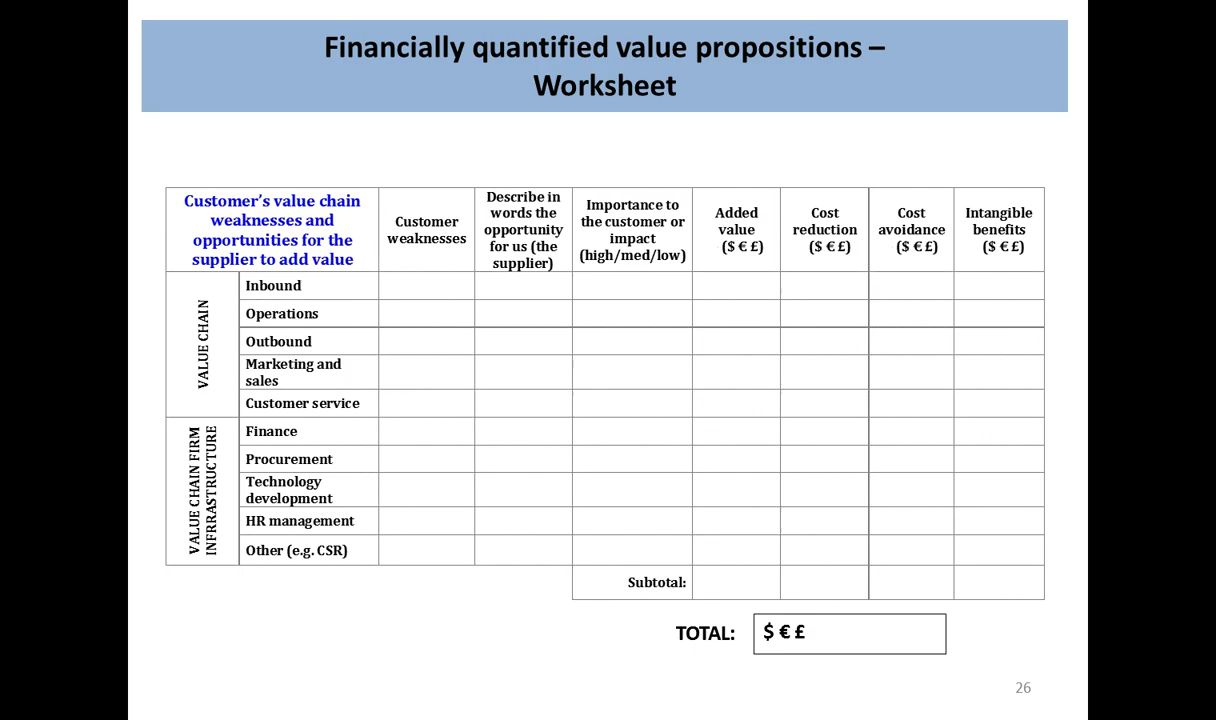 Financially quantified value propositions –
Worksheet
Customer’s value chain
weaknesses and
opportunities for the
supplier to add value
Customer
weaknesses
Describe in
words the
opportunity
for us (the
supplier)
Importance to
the customer or
impact
(high/med/low)
Added
value
($ € £)
Cost
reduction
($ € £)
Cost
avoidance
($ € £)
Intangible
benefits
($ € £)
VALUE CHAIN
Inbound
Operations
Outbound
Marketing and
sales
Customer service
VALUE CHAIN FIRM
INFRRASTRUCTURE
Finance
Procurement
Technology
development
HR management
Other (e.g. CSR)
Subtotal:
TOTAL:
$ € £
26